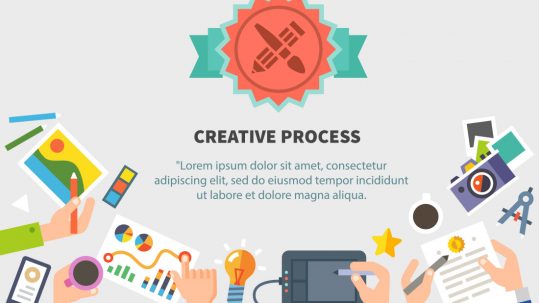 CREATIVE PROCESS
"Lorem ipsum dolor sit amet, consectetur
adipiscing elit, sed do eiusmod tempor incididunt
ut labore et dolore magna aliqua.